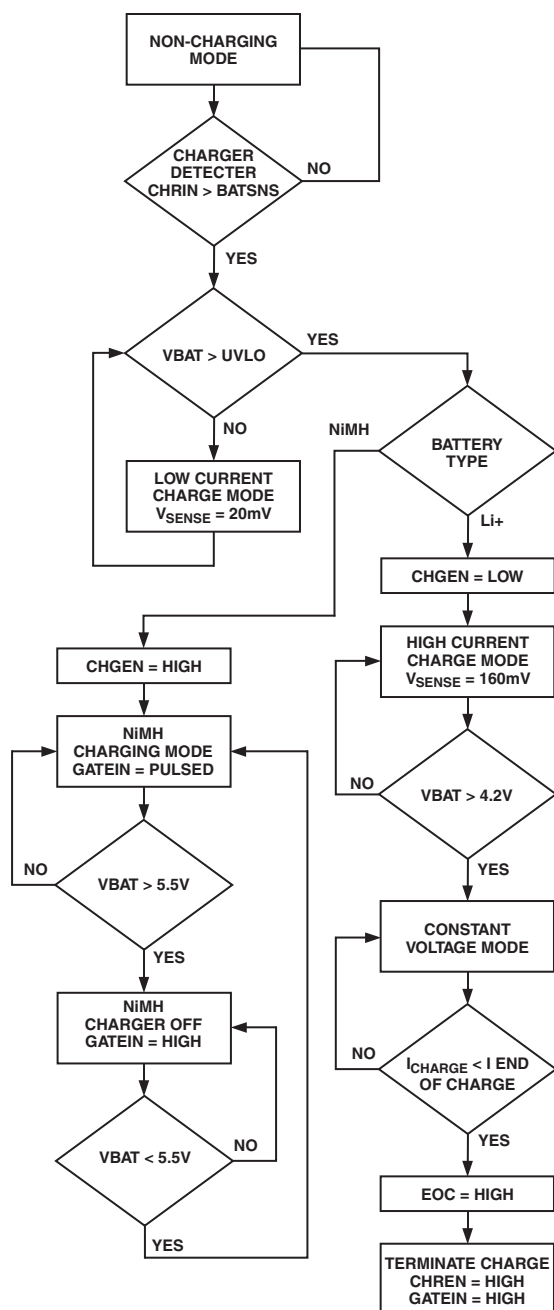 NON-CHARGING
MODE
CHARGER
DETECTER
CHRIN > BATSNS
NO
YES
VBAT > UVLO
YES
NO
LOW CURRENT
CHARGE MODE
VSENSE = 20mV
BATTERY
TYPE
NiMH
Li+
CHGEN = LOW
HIGH CURRENT
CHARGE MODE
VSENSE = 160mV
NO
VBAT > 4.2V
YES
CONSTANT
VOLTAGE MODE
NO
ICHARGE < I END
OF CHARGE
YES
EOC = HIGH
TERMINATE CHARGE
CHREN = HIGH
GATEIN = HIGH
CHGEN = HIGH
NiMH
CHARGING MODE
GATEIN = PULSED
NO
VBAT > 5.5V
YES
NiMH
CHARGER OFF
GATEIN = HIGH
NO
VBAT < 5.5V
YES